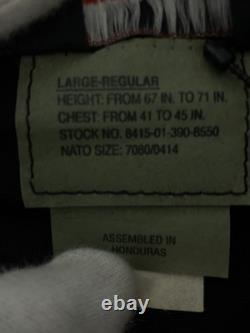 LARGE-REGULAR
HEIGHT: FROM 67 IN. TO 71 IN.
CHEST: FROM 41 TO 45 IN.
STOCK NO. 8415-01-390-8550
NATO SIZE: 7080/0414
ASSEMBLED IN
HONDURAS